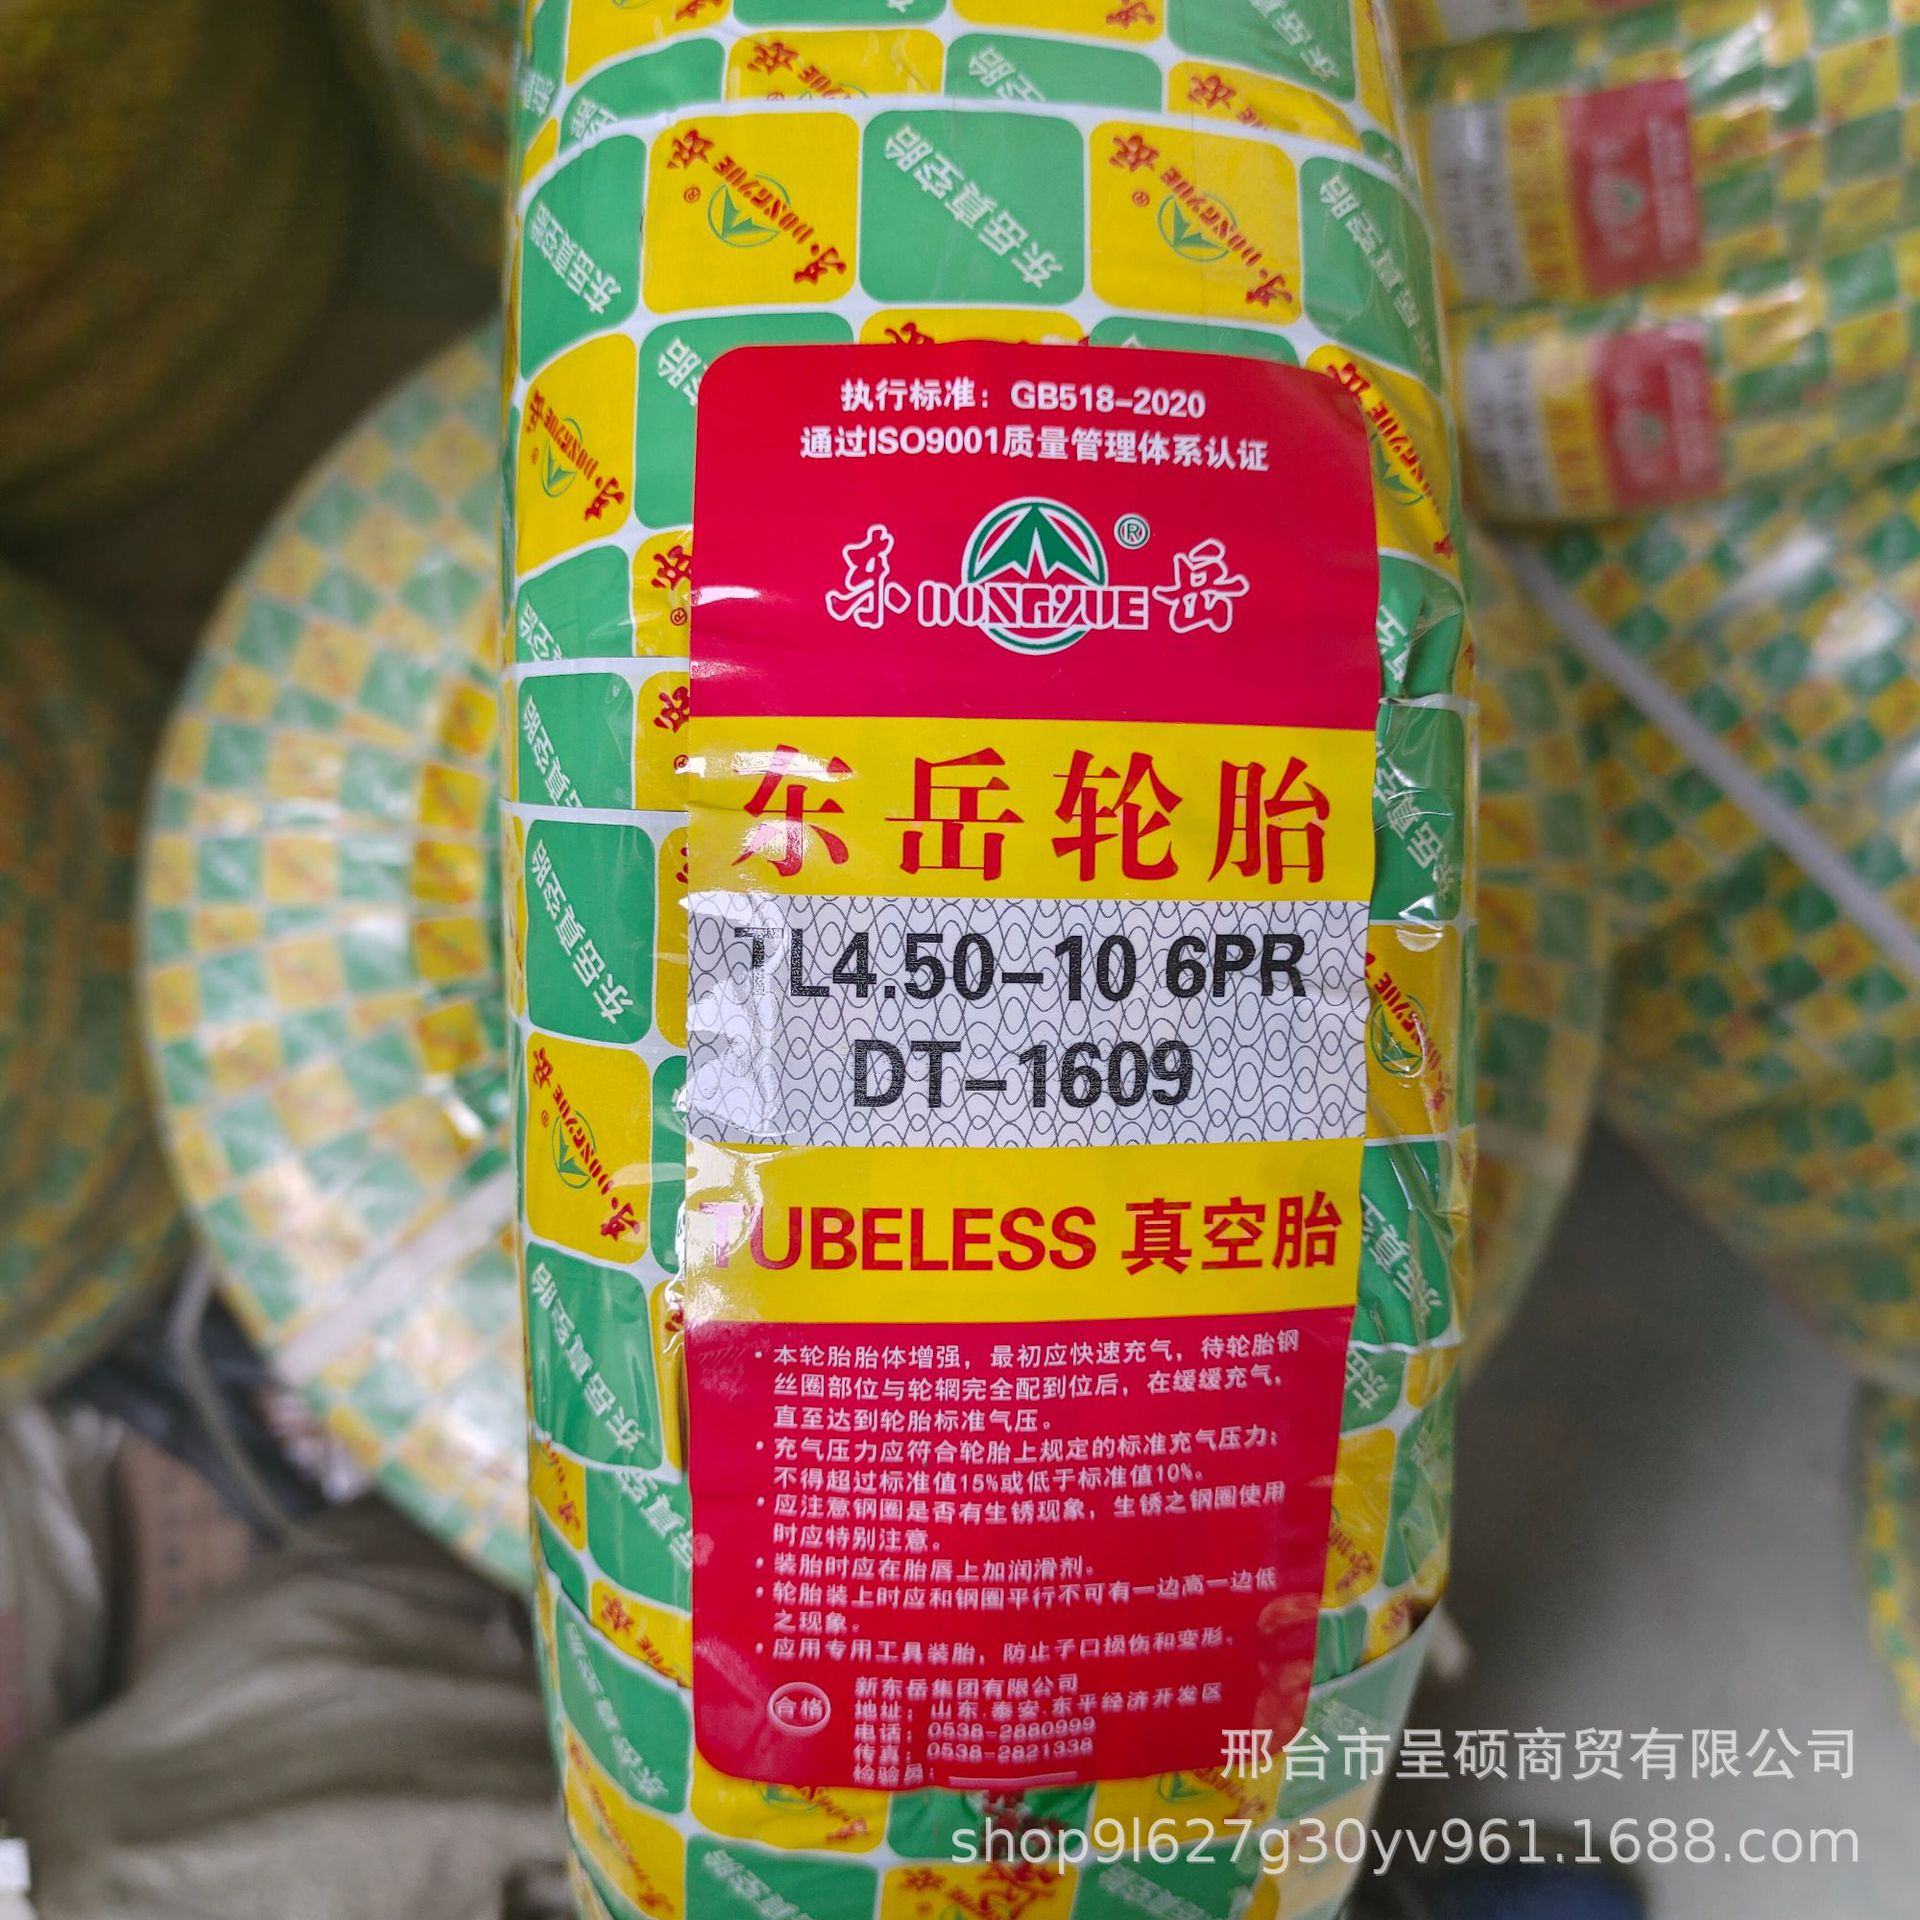 执行标准：GB518-2020
通过ISO9001质量管理体系认证
东 DONGYUE ® 岳
东岳轮胎
TL4.50-10 6PR
DT-1609
TUBELESS 真空胎
·本轮胎胎体增强，最初应快速充气，待轮胎钢
丝圈部位与轮辋完全配到位后，在缓缓充气，
直至达到轮胎标准气压。
·充气压力应符合轮胎上规定的标准充气压力；
不得超过标准值15%或低于标准值10%。
·应注意钢圈是否有生锈现象，生锈之钢圈使用
时应特别注意。
·装胎时应在胎唇上加润滑剂。
·轮胎装上时应和钢圈平行不可有一边高一边低
之现象。
·应用专用工具装胎，防止子口损伤和变形。
合格
新东岳集团有限公司
地址：山东.泰安.东平经济开发区
电话：0538-2880999
传真：0538-2821338
检验员：
东岳真空胎
邢台市呈硕商贸有限公司
shop9l627g30yv961.1688.com